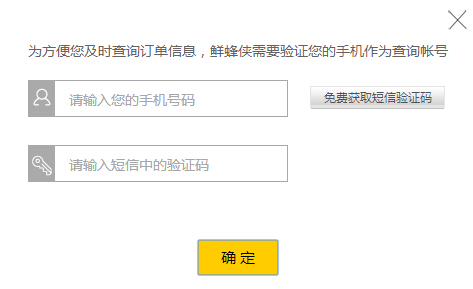 为方便您及时查询订单信息，鲜蜂侠需要验证您的手机作为查询帐号
请输入您的手机号码
免费获取短信验证码
请输入短信中的验证码
确 定